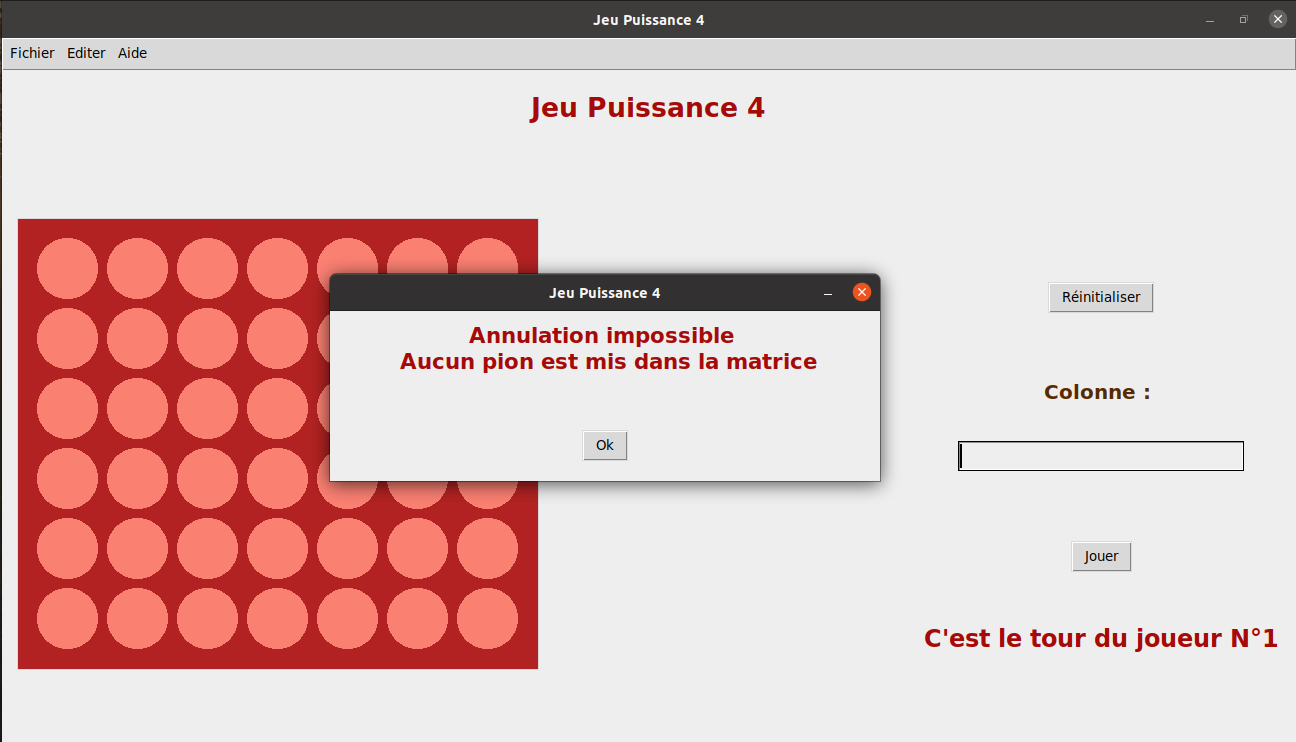 Jeu Puissance 4
Fichier Editer Aide
Jeu Puissance 4
Jeu Puissance 4
Annulation impossible
Aucun pion est mis dans la matrice
Ok
Réinitialiser
Colonne :
Jouer
C'est le tour du joueur N°1